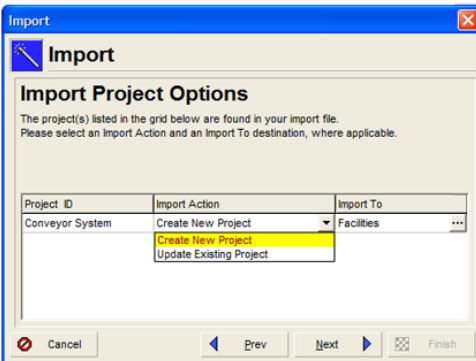 Import
Import
Import Project Options
The project(s) listed in the grid below are found in your import file.
Please select an Import Action and an Import To destination, where applicable.
Project ID Import Action Import To
Conveyor System Create New Project Facilities ...
Create New Project
Update Existing Project
Cancel Prev Next Finish